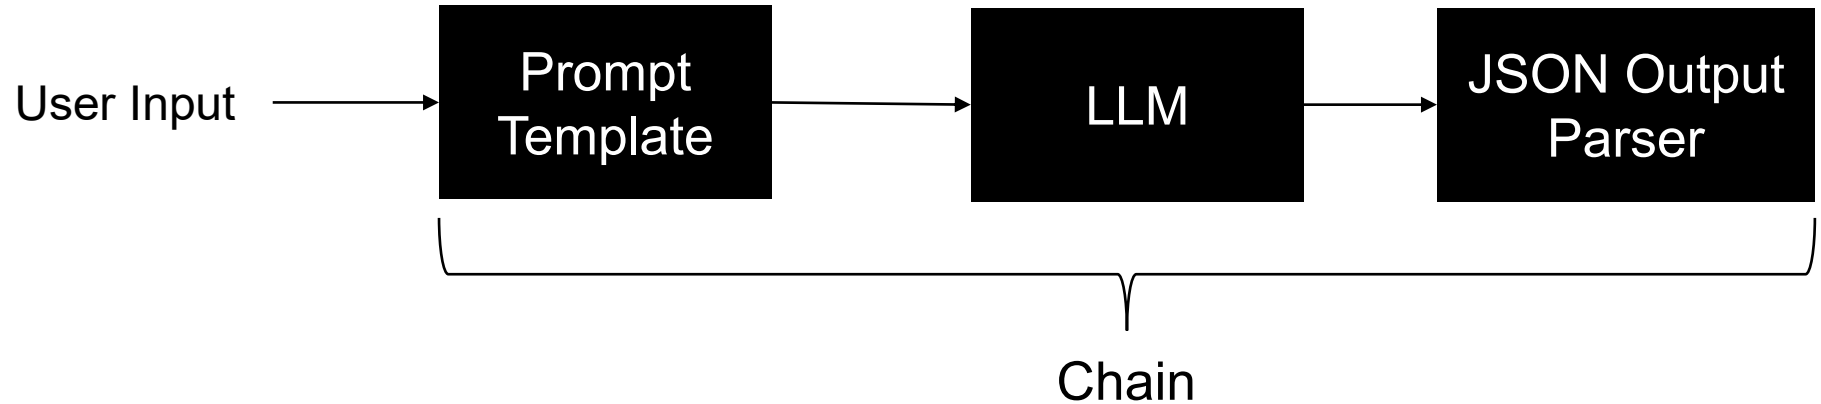 User Input
Prompt
Template
LLM
JSON Output
Parser
Chain